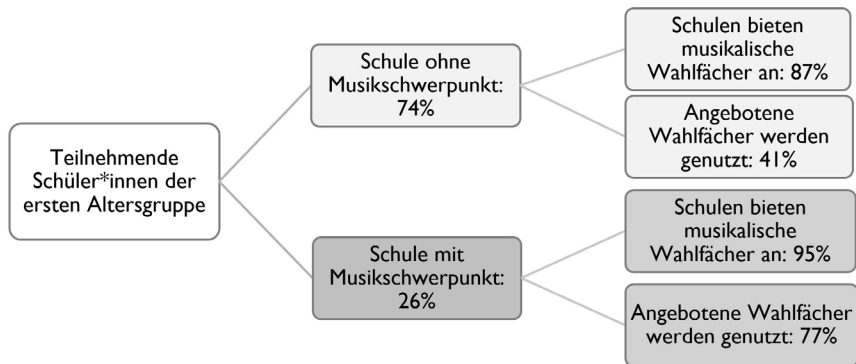 Teilnehmende
Schüler*innen der
ersten Altersgruppe
Schule ohne
Musikschwerpunkt:
74%
Schulen bieten
musikalische
Wahlfächer an: 87%
Angebotene
Wahlfächer werden
genutzt: 41%
Schule mit
Musikschwerpunkt:
26%
Schulen bieten
musikalische
Wahlfächer an: 95%
Angebotene Wahlfächer
werden genutzt: 77%